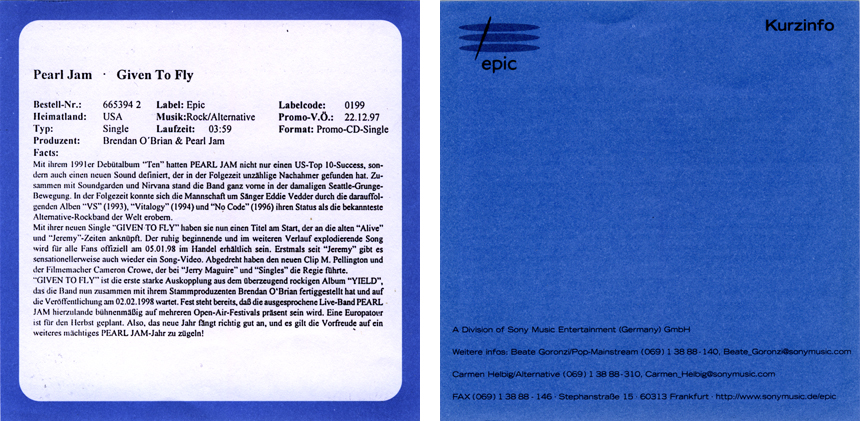 Pearl Jam · Given To Fly
Bestell-Nr.: 665394 2 Label: Epic Labelcode: 0199
Heimatland: USA Musik:Rock/Alternative Promo-V.Ö.: 22.12.97
Typ: Single Laufzeit: 03:59 Format: Promo-CD-Single
Produzent: Brendan O'Brian & Pearl Jam
Facts:
Mit ihrem 1991er Debütalbum "Ten" hatten PEARL JAM nicht nur einen US-Top 10-Success, son-
dern auch einen neuen Sound definiert, der in der Folgezeit unzählige Nachahmer gefunden hat. Zu-
sammen mit Soundgarden und Nirvana stand die Band ganz vorne in der damaligen Seattle-Grunge-
Bewegung. In der Folgezeit konnte sich die Mannschaft um Sänger Eddie Vedder durch die darauffol-
genden Alben "VS" (1993), "Vitalogy" (1994) und "No Code" (1996) ihren Status als die bekannteste
Alternative-Rockband der Welt erobern.
Mit ihrer neuen Single "GIVEN TO FLY" haben sie nun einen Titel am Start, der an die alten "Alive"
und "Jeremy"-Zeiten anknüpft. Der ruhig beginnende und im weiteren Verlauf explodierende Song
wird für alle Fans offiziell am 05.01.98 im Handel erhältlich sein. Erstmals seit "Jeremy" gibt es
sensationellerweise auch wieder ein Song-Video. Abgedreht haben den neuen Clip M. Pellington und
der Filmemacher Cameron Crowe, der bei "Jerry Maguire" und "Singles" die Regie führte.
"GIVEN TO FLY" ist die erste starke Auskopplung aus dem überzeugend rockigen Album "YIELD",
das die Band nun zusammen mit ihrem Stammproduzenten Brendan O'Brian fertiggestellt hat und auf
die Veröffentlichung am 02.02.1998 wartet. Fest steht bereits, daß die ausgesprochene Live-Band PEARL
JAM hierzulande bühnenmäßig auf mehreren Open-Air-Festivals präsent sein wird. Eine Europatour
ist für den Herbst geplant. Also, das neue Jahr fängt richtig gut an, und es gilt die Vorfreude auf ein
weiteres mächtiges PEARL JAM-Jahr zu zügeln!
epic
Kurzinfo
A Division of Sony Music Entertainment (Germany) GmbH
Weitere Infos: Beate Goronzi/Pop-Mainstream (069) 1 38 88-140, Beate_Goronzi@sonymusic.com
Carmen Helbig/Alternative (069) 1 38 88-310, Carmen_Helbig@sonymusic.com
FAX (069) 1 38 88 - 146 · Stephanstraße 15 · 60313 Frankfurt · http://www.sonymusic.de/epic